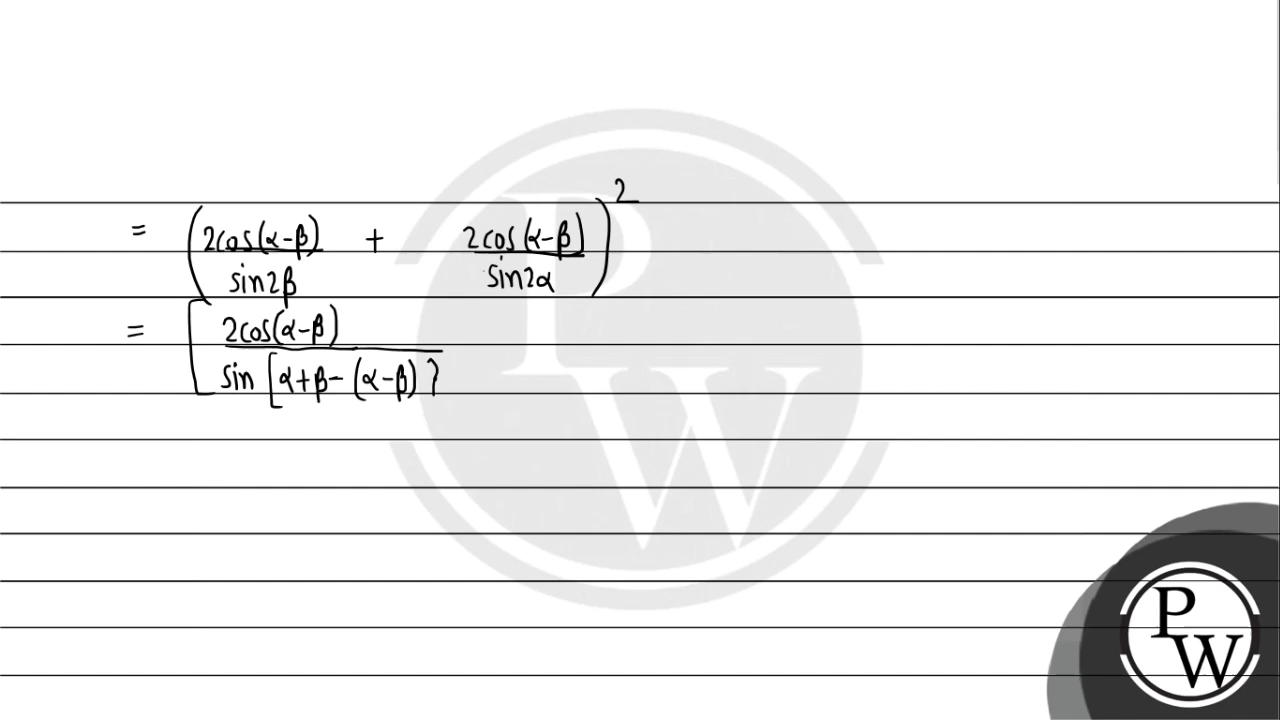 = (2cos(α-β)/sin2β + 2cos(α-β)/sin2α)²
= [2cos(α-β)/sin[α+β-(α-β)}
P
W
P
W